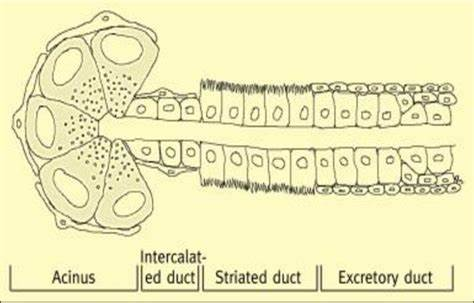 Acinus
Intercalat-
ed duct
Striated duct
Excretory duct